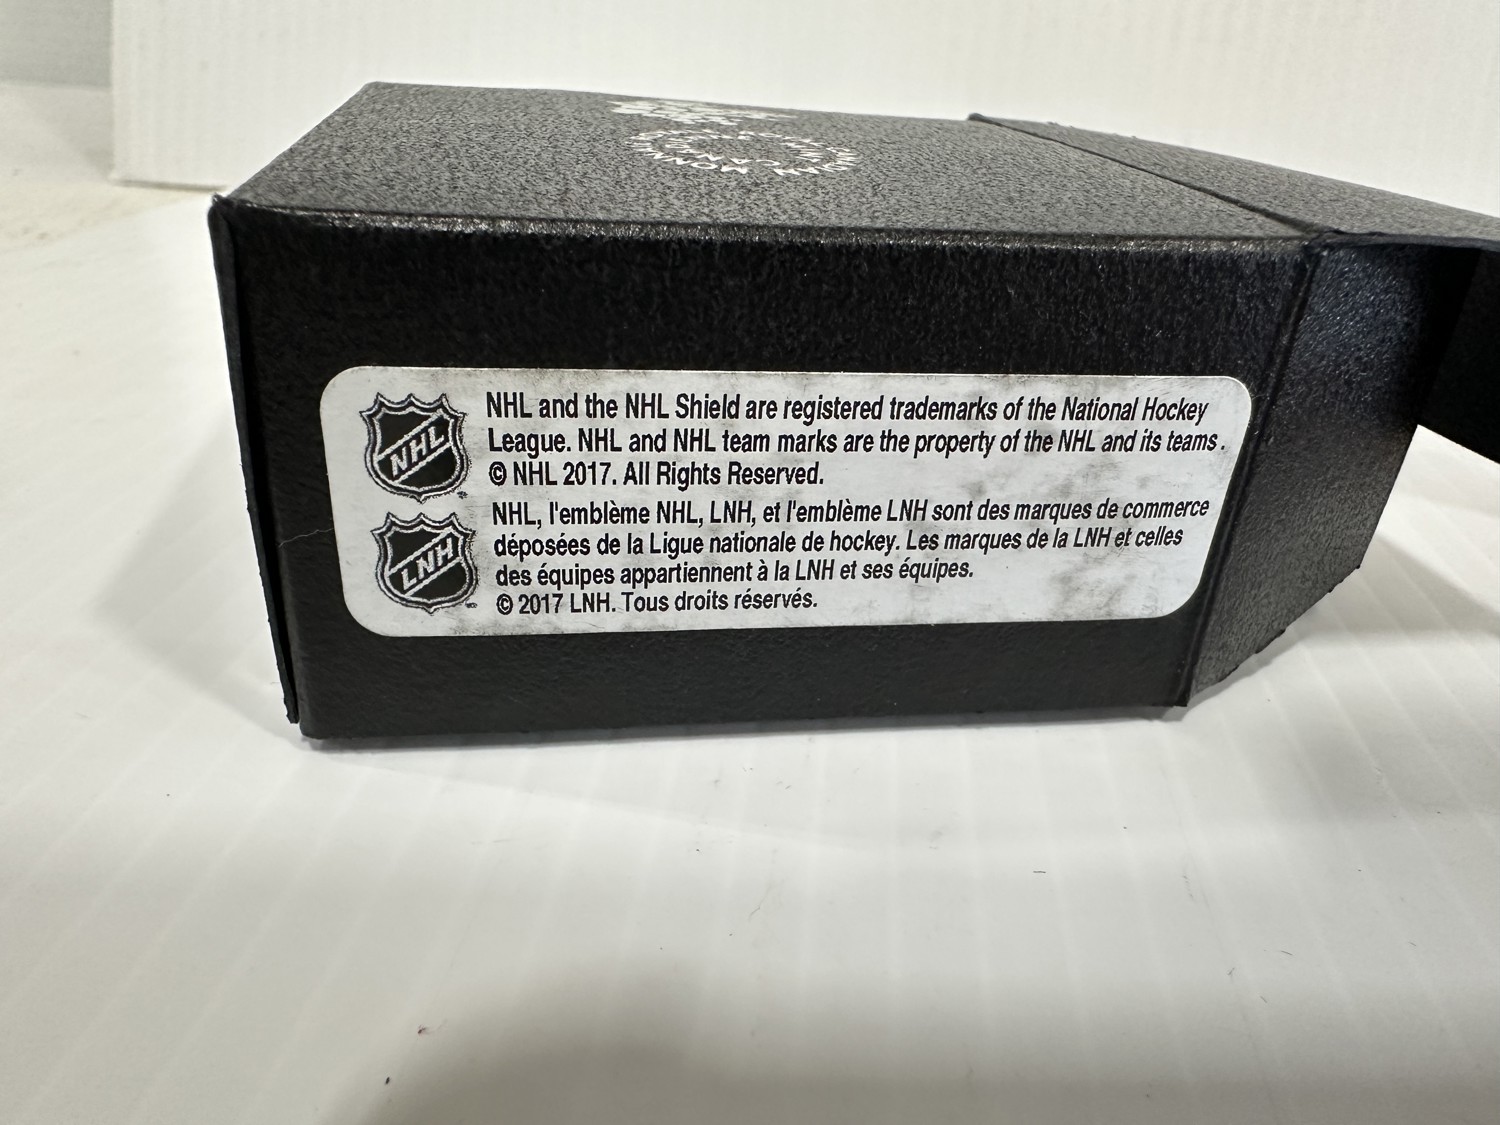 NHL and the NHL Shield are registered trademarks of the National Hockey
League. NHL and NHL team marks are the property of the NHL and its teams.
© NHL 2017. All Rights Reserved.
NHL, l'emblème NHL, LNH, et l'emblème LNH sont des marques de commerce
déposées de la Ligue nationale de hockey. Les marques de la LNH et celles
des équipes appartiennent à la LNH et ses équipes.
© 2017 LNH. Tous droits réservés.
NHL
LNH